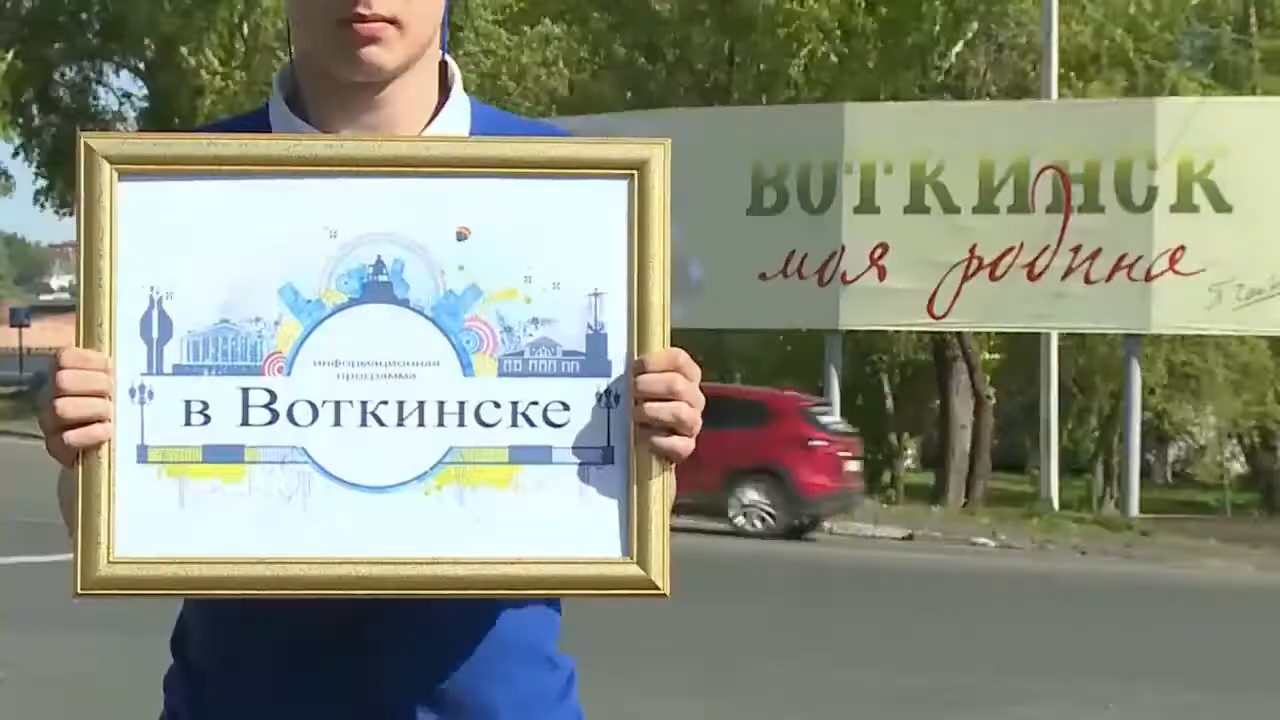 информационная
программа
в Воткинске
ВОТКИНСК
моя родина